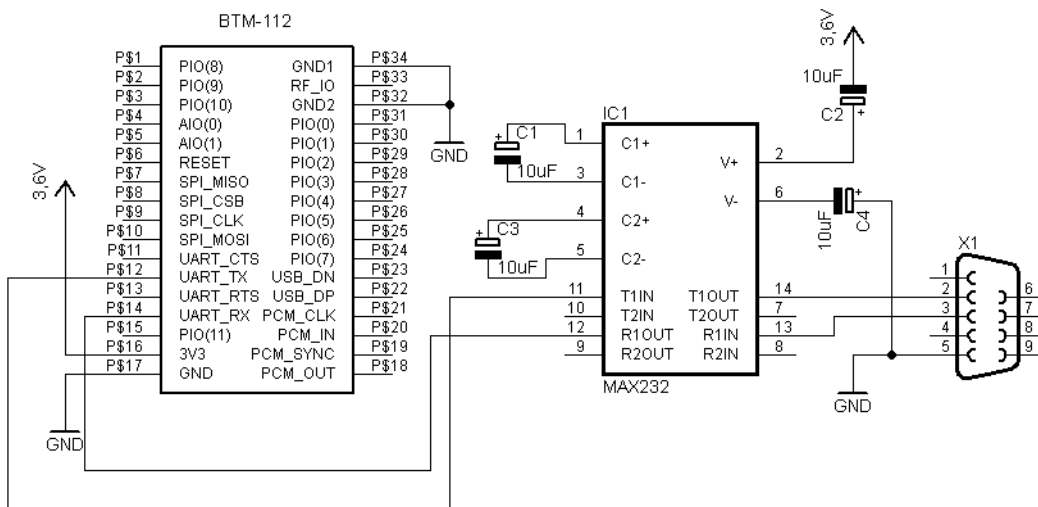 BTM-112
P$1 PIO(8) GND1 P$34
P$2 PIO(9) RF_IO P$33
P$3 PIO(10) GND2 P$32
P$4 AIO(0) PIO(0) P$31
P$5 AIO(1) PIO(1) P$30
P$6 RESET PIO(2) P$29
P$7 SPI_MISO PIO(3) P$28
P$8 SPI_CSB PIO(4) P$27
P$9 SPI_CLK PIO(5) P$26
P$10 SPI_MOSI PIO(6) P$25
P$11 UART_CTS PIO(7) P$24
P$12 UART_TX USB_DN P$23
P$13 UART_RTS USB_DP P$22
P$14 UART_RX PCM_CLK P$21
P$15 PIO(11) PCM_IN P$20
P$16 3V3 PCM_SYNC P$19
P$17 GND PCM_OUT P$18
3,6V
GND
GND
3,6V
10uF
C2
+
IC1
+ C1
10uF
1 C1+
3 C1-
V+ 2
V- 6
4 C2+
5 C2-
+ C3
10uF
10uF
+
C4
11 T1IN T1OUT 14
10 T2IN T2OUT 7
12 R1OUT R1IN 13
9 R2OUT R2IN 8
MAX232
GND
X1
1
2 6
3 7
4 8
5 9